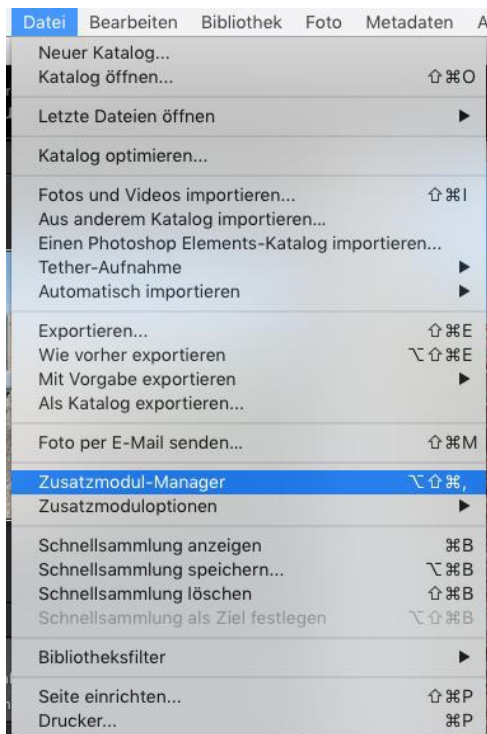 Datei Bearbeiten Bibliothek Foto Metadaten A
Neuer Katalog...
Katalog öffnen... ⇧⌘O
Letzte Dateien öffnen ▶
Katalog optimieren...
Fotos und Videos importieren... ⇧⌘I
Aus anderem Katalog importieren...
Einen Photoshop Elements-Katalog importieren...
Tether-Aufnahme ▶
Automatisch importieren ▶
Exportieren... ⇧⌘E
Wie vorher exportieren ⌥⇧⌘E
Mit Vorgabe exportieren ▶
Als Katalog exportieren...
Foto per E-Mail senden... ⇧⌘M
Zusatzmodul-Manager ⌥⇧⌘,
Zusatzmoduloptionen ▶
Schnellsammlung anzeigen ⌘B
Schnellsammlung speichern... ⌥⌘B
Schnellsammlung löschen ⇧⌘B
Schnellsammlung als Ziel festlegen ⌥⇧⌘B
Bibliotheksfilter ▶
Seite einrichten... ⇧⌘P
Drucker... ⌘P